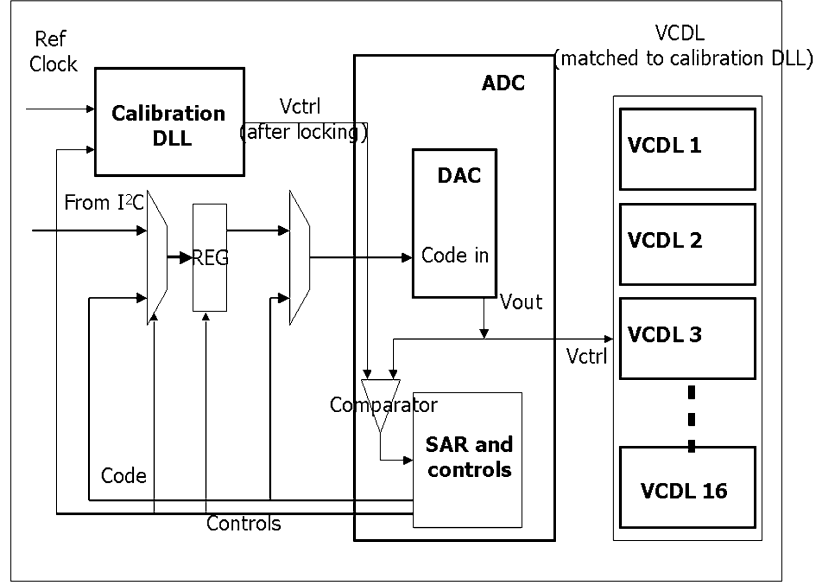 Ref
Clock
VCDL
(matched to calibration DLL)
ADC
Calibration
DLL
Vctrl
(after locking)
VCDL 1
DAC
From I²C
VCDL 2
REG
Code in
Vout
VCDL 3
Vctrl
Comparator
SAR and
controls
Code
VCDL 16
Controls